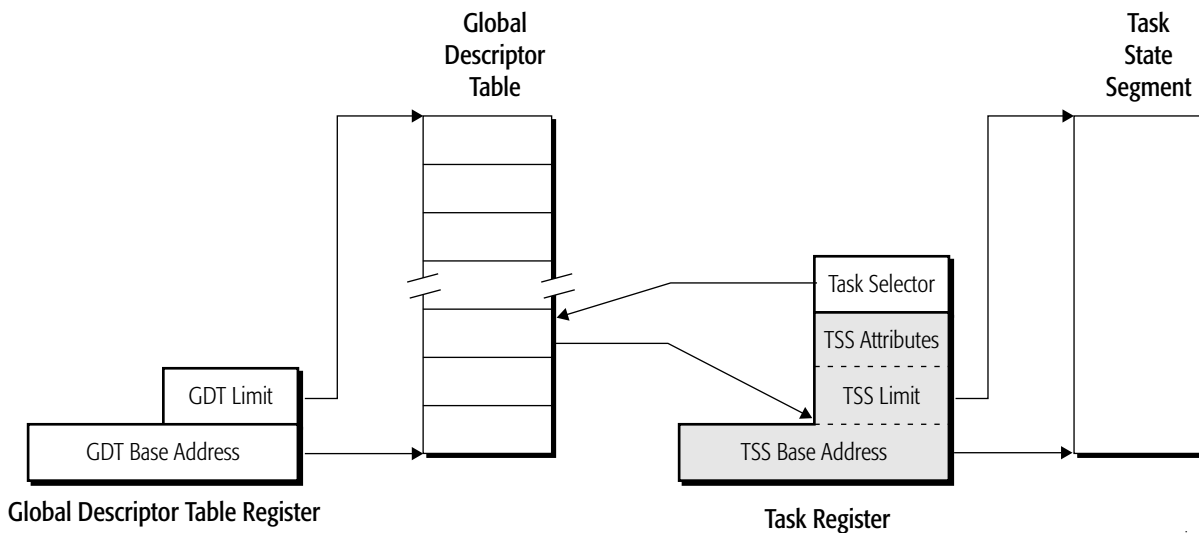 Global
Descriptor
Table
Task
State
Segment
Task Selector
TSS Attributes
GDT Limit
TSS Limit
GDT Base Address
TSS Base Address
Global Descriptor Table Register
Task Register